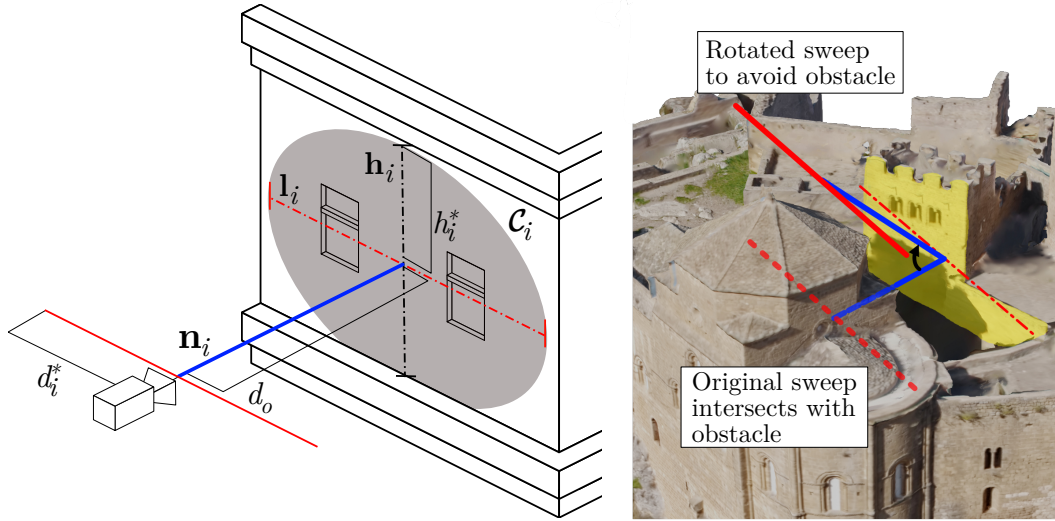 h_i
l_i
C_i
h_i^*
n_i
d_i^*
d_o
Rotated sweep
to avoid obstacle
Original sweep
intersects with
obstacle